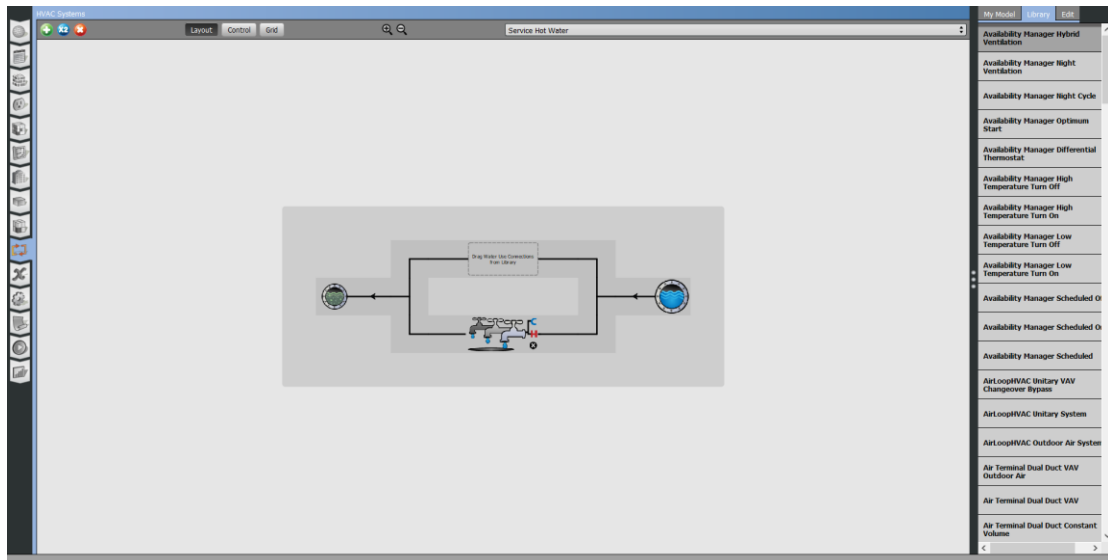 HVAC Systems
My Model
Library
Edit
x2
Layout
Control
Grid
Service Hot Water
Drag Water Use Connections
from Library
C
H
Availability Manager Hybrid
Ventilation
Availability Manager Night
Ventilation
Availability Manager Night Cycle
Availability Manager Optimum
Start
Availability Manager Differential
Thermostat
Availability Manager High
Temperature Turn Off
Availability Manager High
Temperature Turn On
Availability Manager Low
Temperature Turn Off
Availability Manager Low
Temperature Turn On
Availability Manager Scheduled O
Availability Manager Scheduled O
Availability Manager Scheduled
AirLoopHVAC Unitary VAV
Changeover Bypass
AirLoopHVAC Unitary System
AirLoopHVAC Outdoor Air System
Air Terminal Dual Duct VAV
Outdoor Air
Air Terminal Dual Duct VAV
Air Terminal Dual Duct Constant
Volume